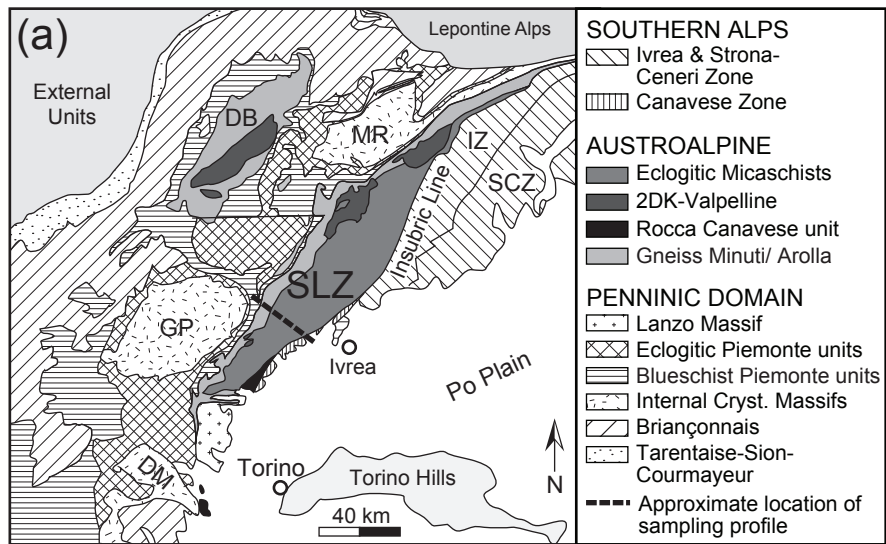 (a)
Lepontine Alps
External
Units
DB
MR
IZ
SCZ
Insubric Line
SLZ
GP
Ivrea
Po Plain
DM
Torino
Torino Hills
N
40 km
SOUTHERN ALPS
Ivrea & Strona-
Ceneri Zone
Canavese Zone
AUSTROALPINE
Eclogitic Micaschists
2DK-Valpelline
Rocca Canavese unit
Gneiss Minuti/ Arolla
PENNINIC DOMAIN
Lanzo Massif
Eclogitic Piemonte units
Blueschist Piemonte units
Internal Cryst. Massifs
Briançonnais
Tarentaise-Sion-
Courmayeur
Approximate location of
sampling profile